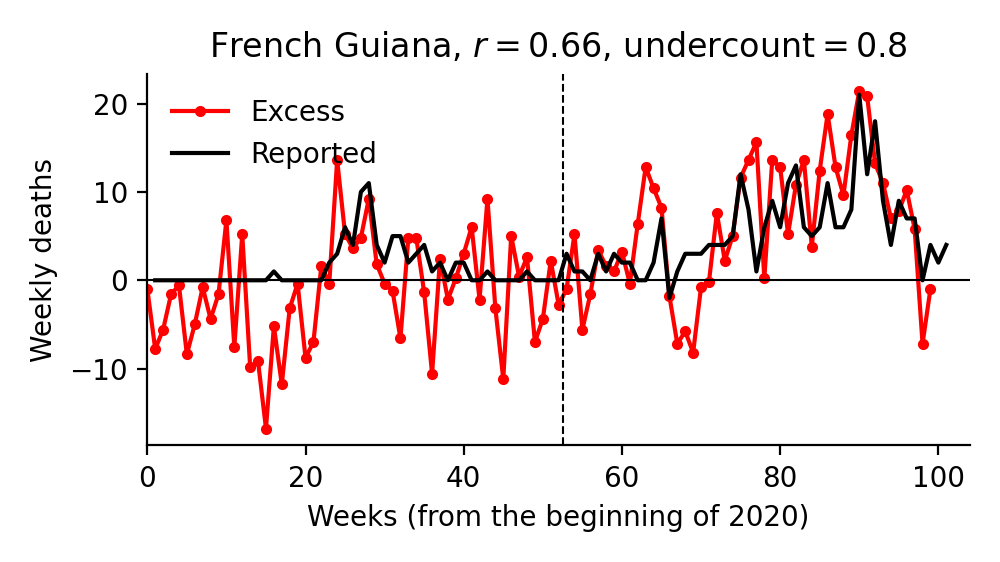 French Guiana, r = 0.66, undercount = 0.8
Excess
Reported
Weekly deaths
20
10
0
−10
0 20 40 60 80 100
Weeks (from the beginning of 2020)